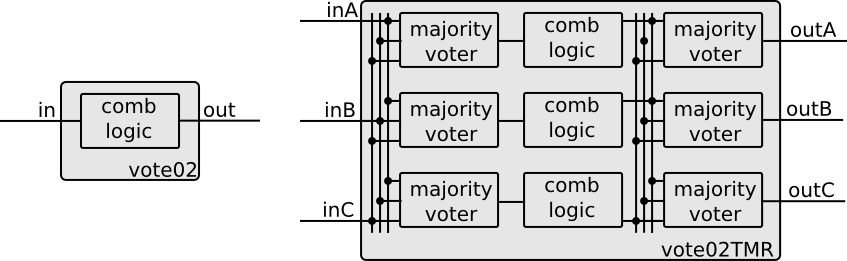 in
comb
logic
out
vote02
inA
majority
voter
comb
logic
majority
voter
outA
inB
majority
voter
comb
logic
majority
voter
outB
inC
majority
voter
comb
logic
majority
voter
outC
vote02TMR